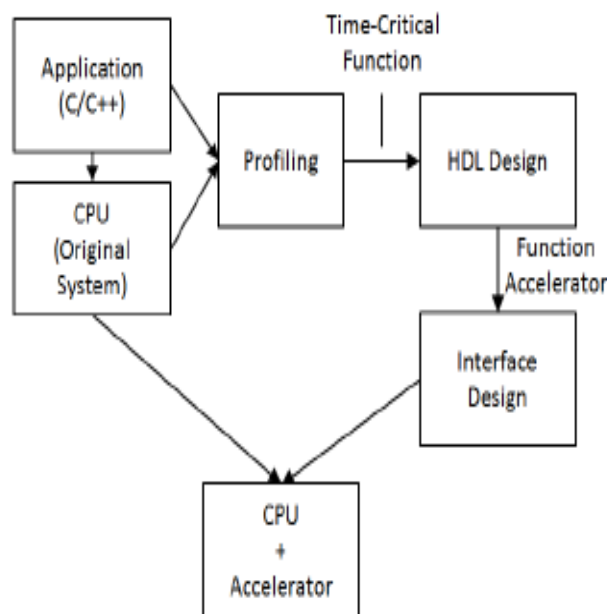 Time-Critical
Function
Application
(C/C++)
Profiling
HDL Design
CPU
(Original
System)
Function
Accelerator
Interface
Design
CPU
+
Accelerator